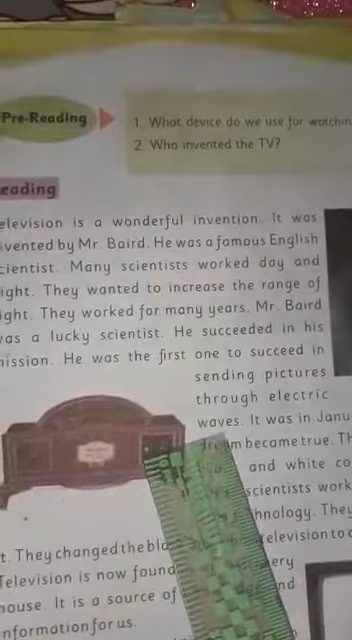 Pre-Reading
1. What device do we use for watchin
2. Who invented the TV?
eading
elevision is a wonderful invention. It was
nvented by Mr. Baird. He was a famous English
cientist. Many scientists worked day and
ight. They wanted to increase the range of
ight. They worked for many years. Mr. Baird
was a lucky scientist. He succeeded in his
mission. He was the first one to succeed in
sending pictures
through electric
waves. It was in Janu
became true. Th
and white co
scientists work
hnology. They
t. They changed the bla
elevision to c
Television is now found
ery
house. It is a source of
nd
nformation for us.